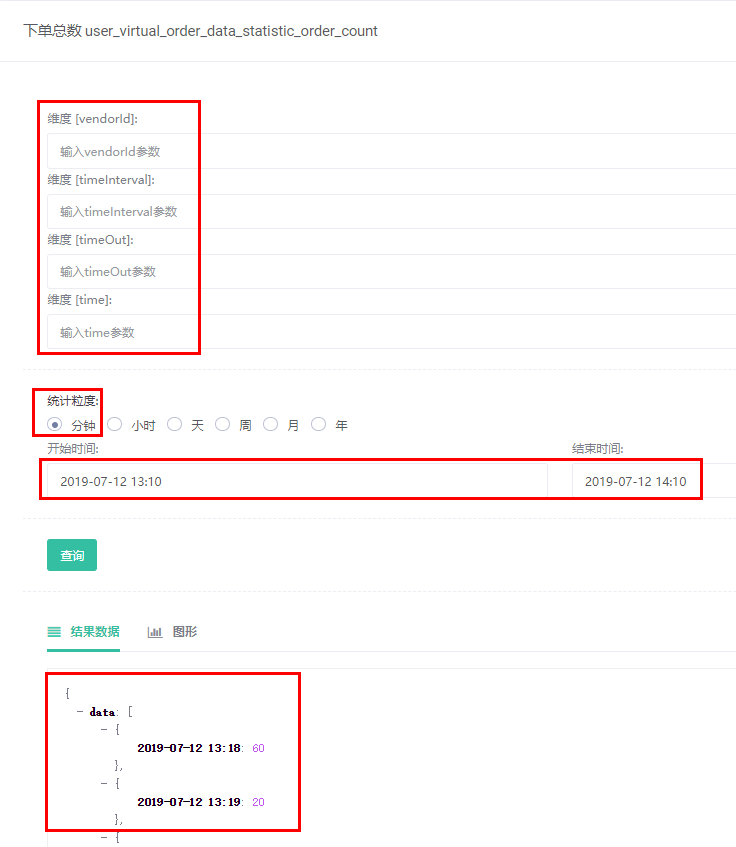 下单总数 user_virtual_order_data_statistic_order_count
维度 [vendorId]:
输入vendorId参数
维度 [timeInterval]:
输入timeInterval参数
维度 [timeOut]:
输入timeOut参数
维度 [time]:
输入time参数
统计粒度:
分钟 小时 天 周 月 年
开始时间: 结束时间:
2019-07-12 13:10 2019-07-12 14:10
查询
结果数据 图形
{
- data: [
- {
2019-07-12 13:18: 60
},
- {
2019-07-12 13:19: 20
},
- {